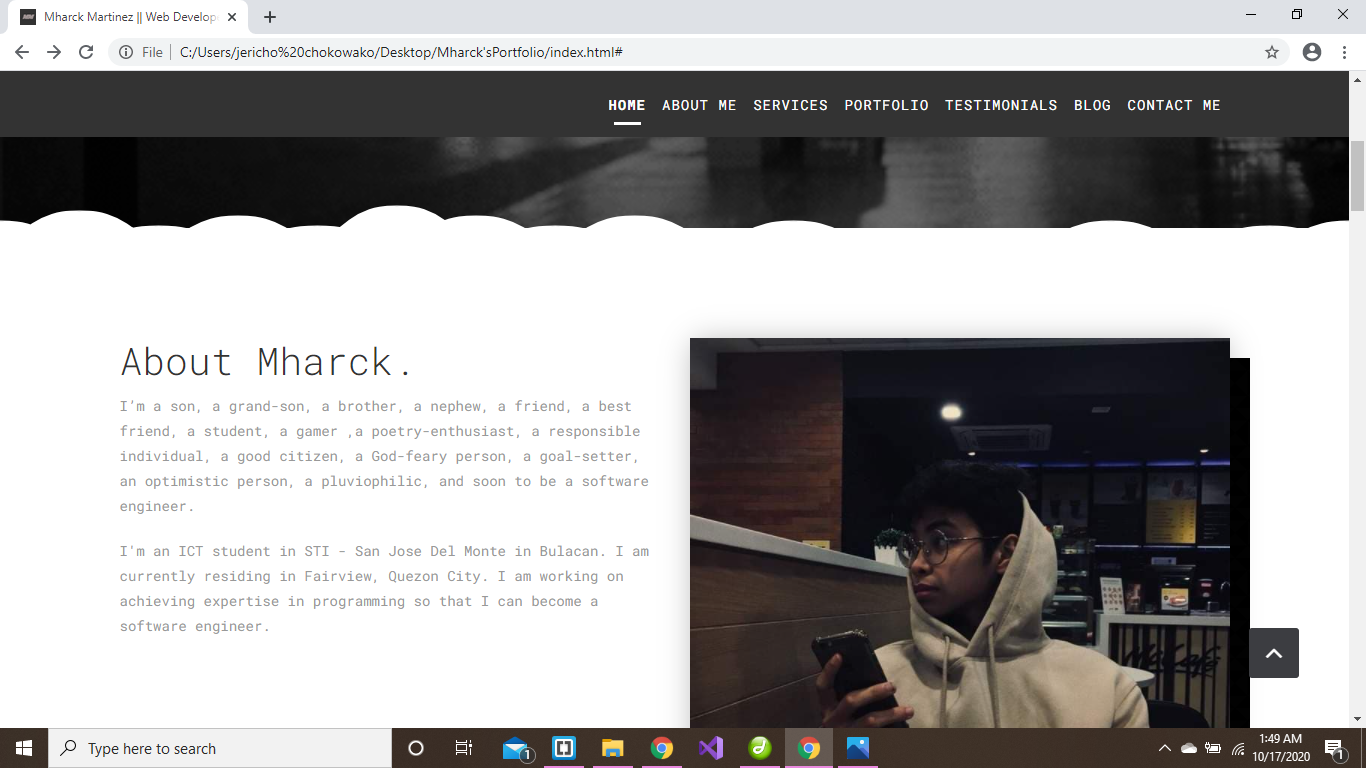 Mharck Martinez || Web Develop
File
C:/Users/jericho%20chokowako/Desktop/Mharck'sPortfolio/index.html#
HOME ABOUT ME SERVICES PORTFOLIO TESTIMONIALS BLOG CONTACT ME
About Mharck.
I’m a son, a grand-son, a brother, a nephew, a friend, a best
friend, a student, a gamer ,a poetry-enthusiast, a responsible
individual, a good citizen, a God-feary person, a goal-setter,
an optimistic person, a pluviophilic, and soon to be a software
engineer.
I'm an ICT student in STI - San Jose Del Monte in Bulacan. I am
currently residing in Fairview, Quezon City. I am working on
achieving expertise in programming so that I can become a
software engineer.
McCafé
Type here to search
1
1:49 AM
10/17/2020
1